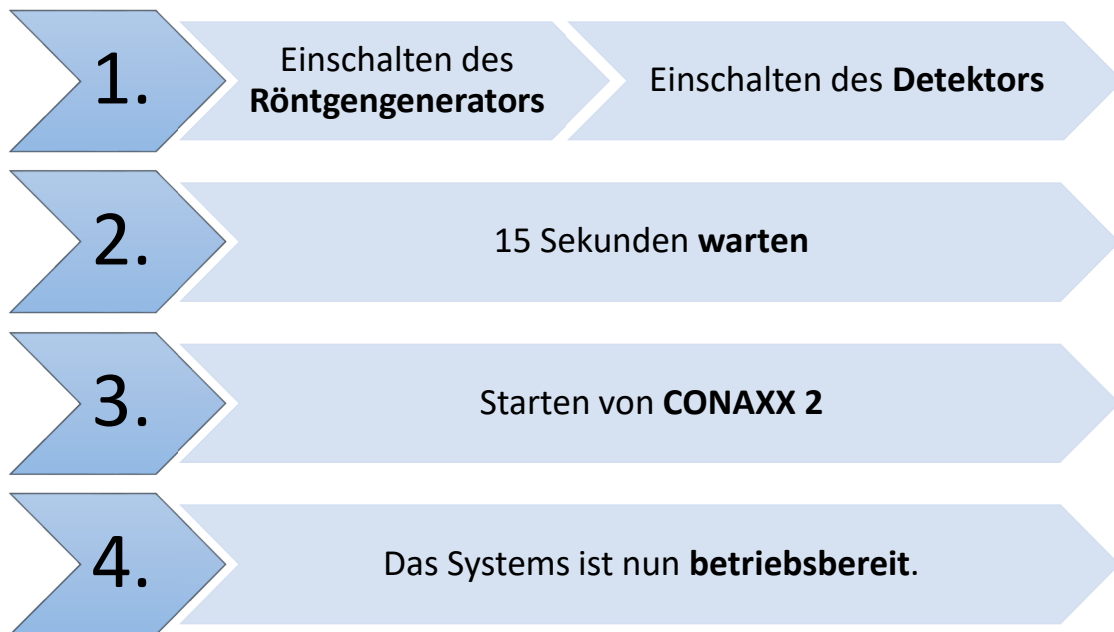 1.
Einschalten des
Röntgengenerators
Einschalten des Detektors
2.
15 Sekunden warten
3.
Starten von CONAXX 2
4.
Das Systems ist nun betriebsbereit.